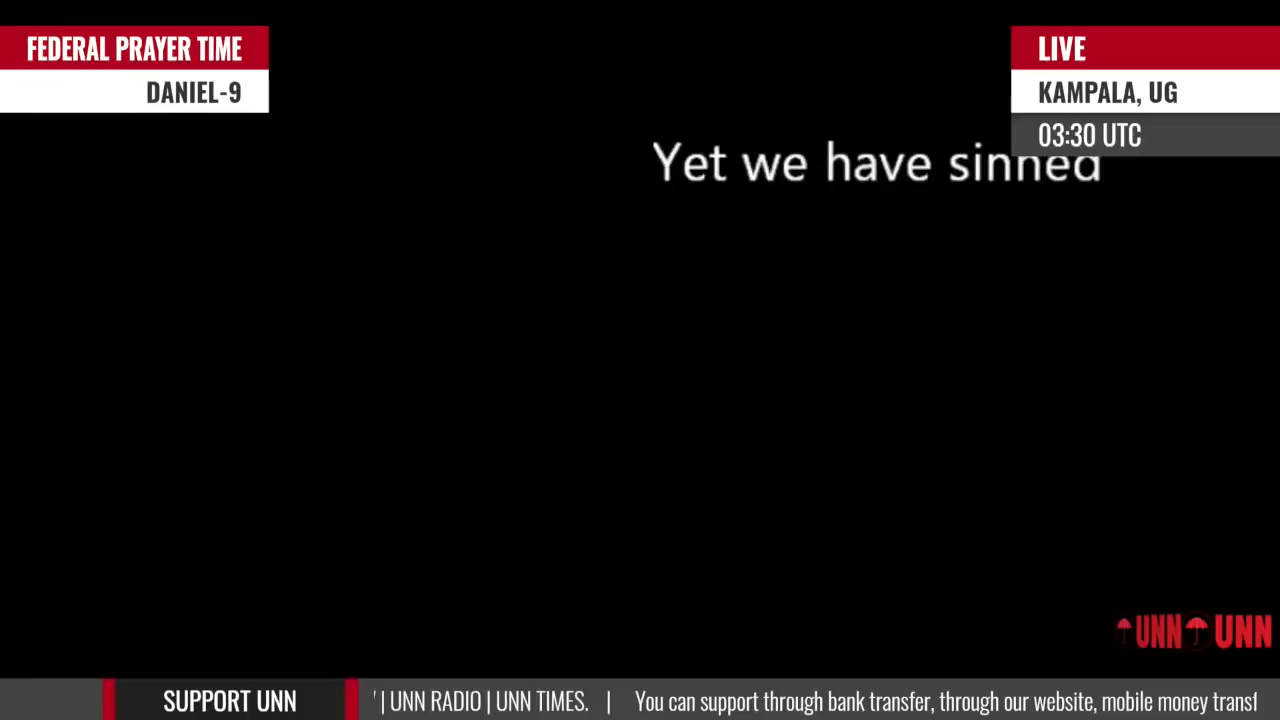 FEDERAL PRAYER TIME
DANIEL-9
LIVE
KAMPALA, UG
03:30 UTC
Yet we have sinned
UNN UNN
SUPPORT UNN
| UNN RADIO | UNN TIMES. | You can support through bank transfer, through our website, mobile money